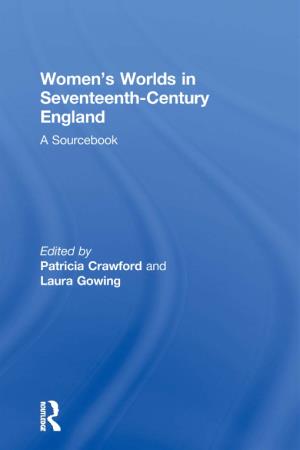 Women's Worlds in
Seventeenth-Century
England
A Sourcebook
Edited by
Patricia Crawford and
Laura Gowing
ROUTLEDGE